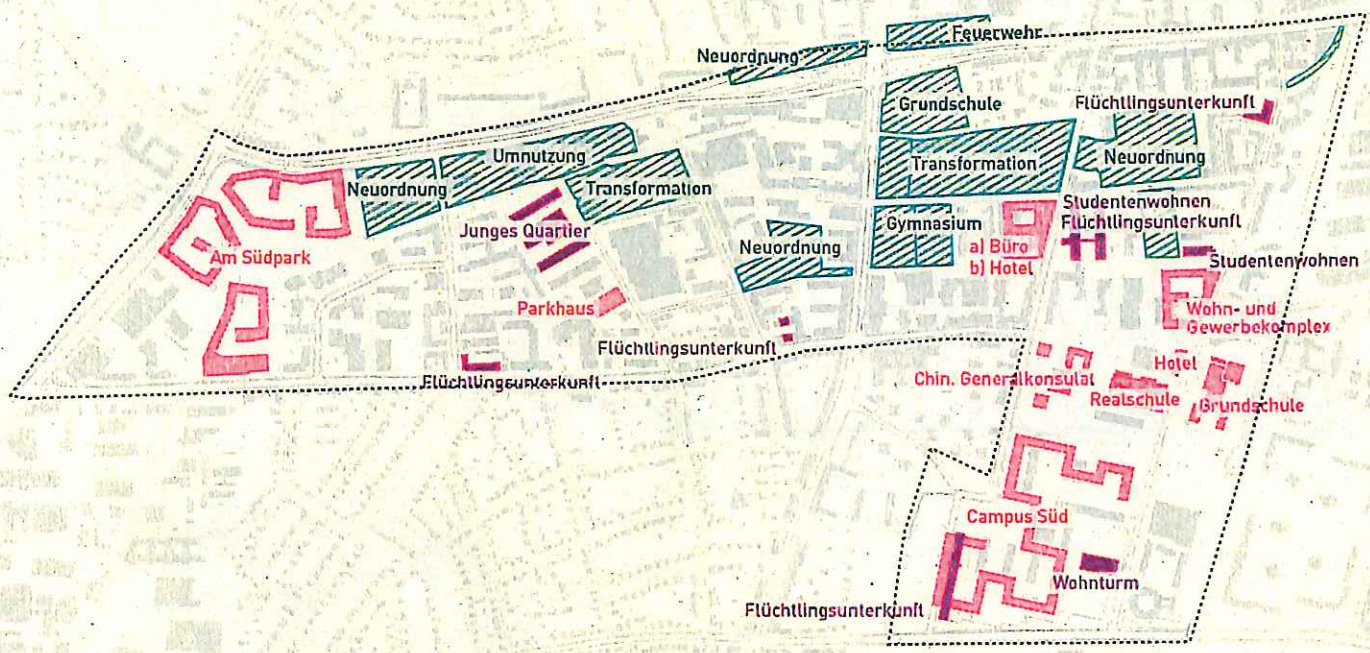 Feuerwehr
Neuordnung
Grundschule
Flüchtlingsunterkunft
Umnutzung
Transformation
Neuordnung
Neuordnung
Transformation
Studentenwohnen
Flüchtlingsunterkunft
Junges Quartier
Gymnasium
Neuordnung
a) Büro
b) Hotel
Am Südpark
Studentenwohnen
Parkhaus
Wohn- und
Gewerbekomplex
Flüchtlingsunterkunft
Hotel
Flüchtlingsunterkunft
Chin. Generalkonsulat
Realschule
Grundschule
Campus Süd
Wohnturm
Flüchtlingsunterkunft